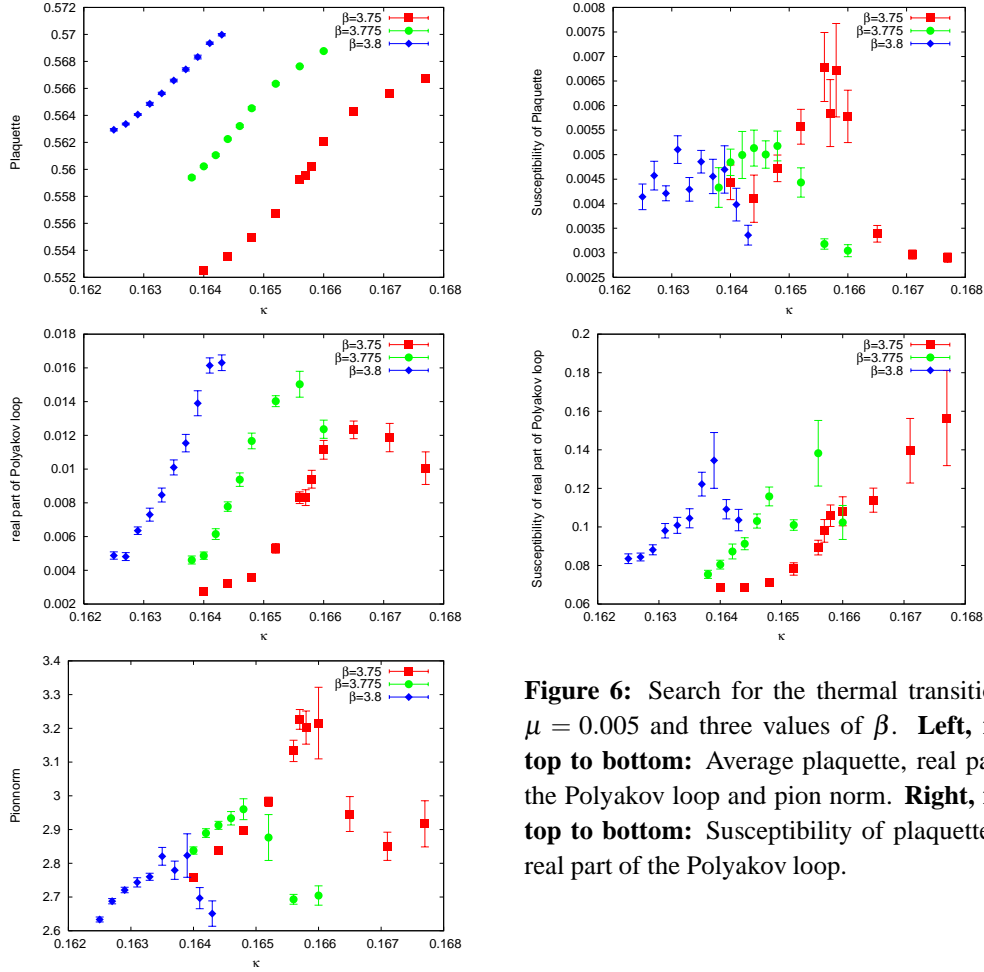 0.572
0.57
0.568
0.566
0.564
0.562
0.56
0.558
0.556
0.554
0.552
0.162 0.163 0.164 0.165 0.166 0.167 0.168
Plaquette
κ
β=3.75
β=3.775
β=3.8
0.008
0.0075
0.007
0.0065
0.006
0.0055
0.005
0.0045
0.004
0.0035
0.003
0.0025
0.162 0.163 0.164 0.165 0.166 0.167 0.168
Susceptibility of Plaquette
κ
β=3.75
β=3.775
β=3.8
0.018
0.016
0.014
0.012
0.01
0.008
0.006
0.004
0.002
0.162 0.163 0.164 0.165 0.166 0.167 0.168
real part of Polyakov loop
κ
β=3.75
β=3.775
β=3.8
0.2
0.18
0.16
0.14
0.12
0.1
0.08
0.06
0.162 0.163 0.164 0.165 0.166 0.167 0.168
Susceptibility of real part of Polyakov loop
κ
β=3.75
β=3.775
β=3.8
3.4
3.3
3.2
3.1
3
2.9
2.8
2.7
2.6
2.5
0.162 0.163 0.164 0.165 0.166 0.167 0.168
Pionnorm
κ
β=3.75
β=3.775
β=3.8
Figure 6: Search for the thermal transitio
μ = 0.005 and three values of β. Left,
top to bottom: Average plaquette, real pa
the Polyakov loop and pion norm. Right,
top to bottom: Susceptibility of plaquette
real part of the Polyakov loop.